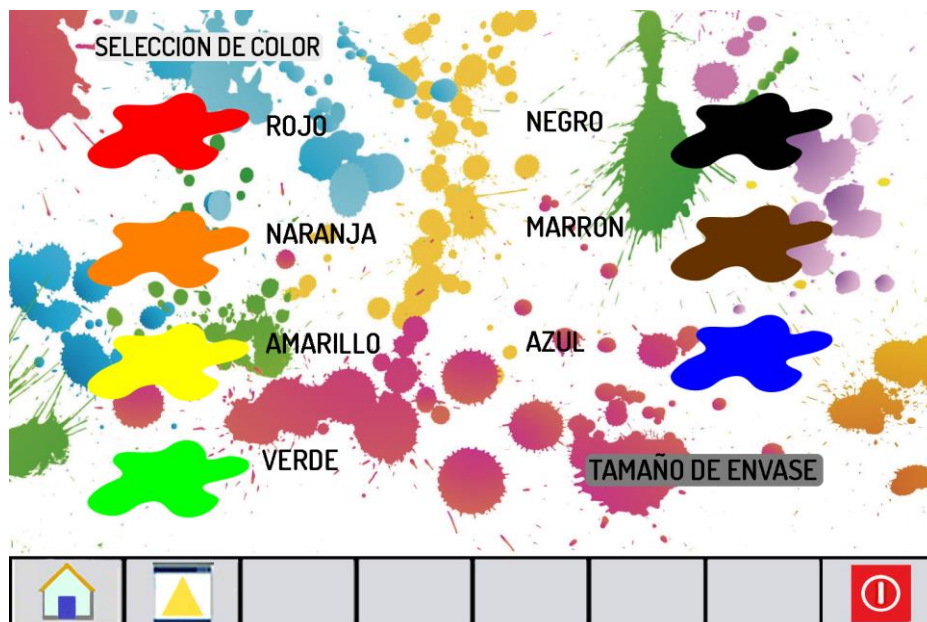 SELECCION DE COLOR
ROJO
NEGRO
NARANJA
MARRON
AMARILLO
AZUL
VERDE
TAMAÑO DE ENVASE